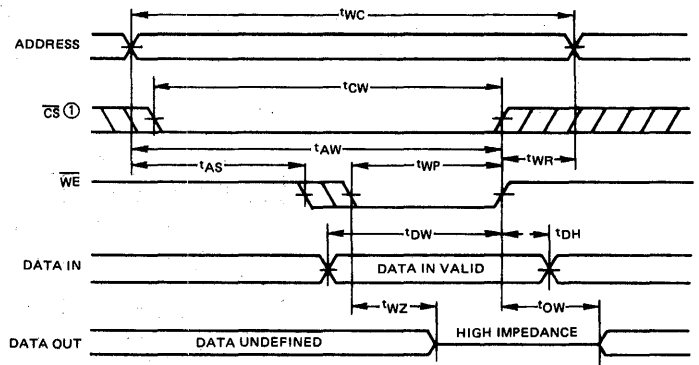 tWC
ADDRESS
tCW
CS ①
tAW
tAS
tWP
tWR
WE
tDW
tDH
DATA IN
DATA IN VALID
tWZ
tOW
DATA OUT
DATA UNDEFINED
HIGH IMPEDANCE